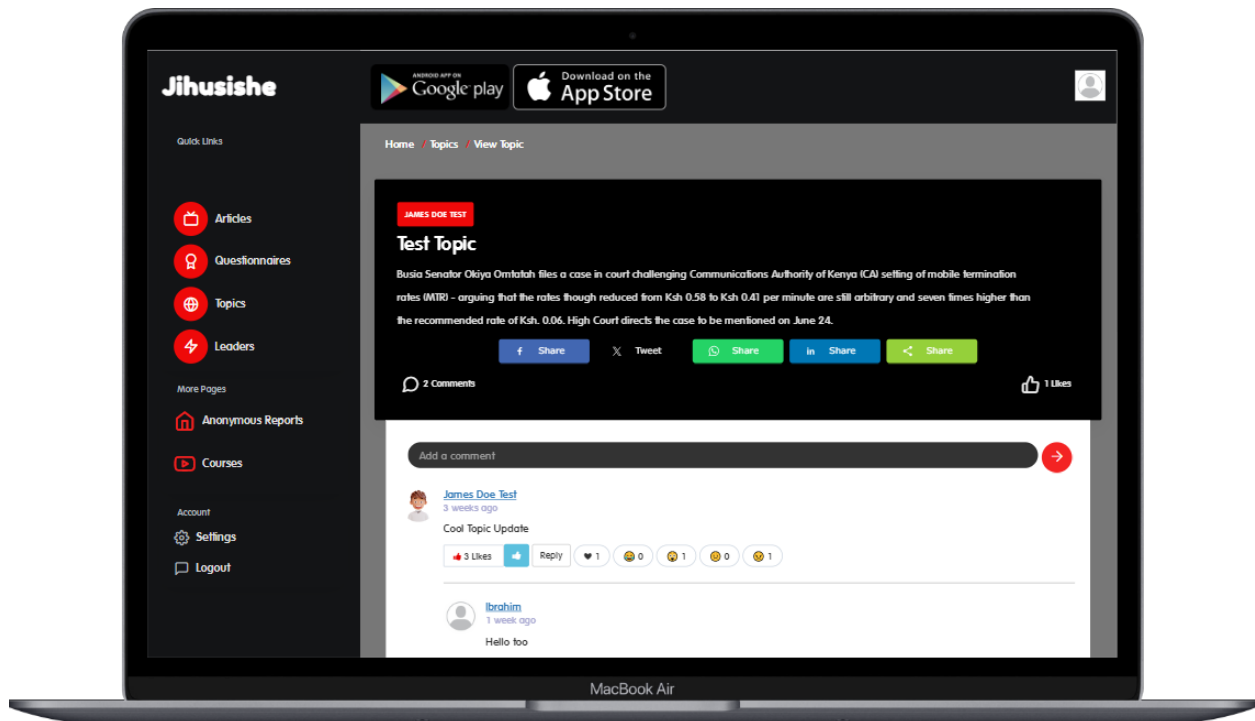 Jihusishe
ANDROID APP ON
Google play
Download on the
App Store
Quick Links
Home / Topics / View Topic
JAMES DOE TEST
Articles
Test Topic
Questionnaires
Busia Senator Okiya Omtatah files a case in court challenging Communications Authority of Kenya (CA) setting of mobile termination
rates (MTR) - arguing that the rates though reduced from Ksh 0.58 to Ksh 0.41 per minute are still arbitrary and seven times higher than
the recommended rate of Ksh. 0.06. High Court directs the case to be mentioned on June 24.
Topics
Leaders
Share Tweet Share Share Share
2 Comments 1 Likes
More Pages
Anonymous Reports
Courses
Add a comment
James Doe Test
3 weeks ago
Cool Topic Update
3 Likes Reply 1 0 1 0 1
Account
Settings
Logout
Ibrahim
1 week ago
Hello too
MacBook Air